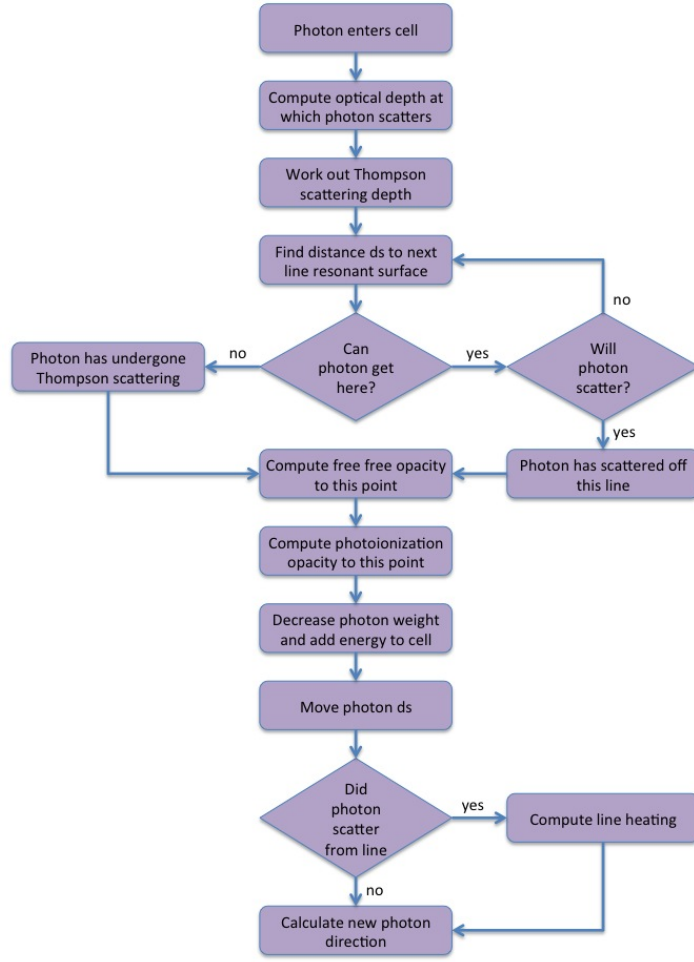 Photon enters cell
Compute optical depth at
which photon scatters
Work out Thompson
scattering depth
Find distance ds to next
line resonant surface
no
Photon has undergone
Thompson scattering
no
Can
photon get
here?
yes
Will
photon
scatter?
yes
Compute free free opacity
to this point
Photon has scattered off
this line
Compute photoionization
opacity to this point
Decrease photon weight
and add energy to cell
Move photon ds
Did
photon
scatter
from line
yes
Compute line heating
no
Calculate new photon
direction